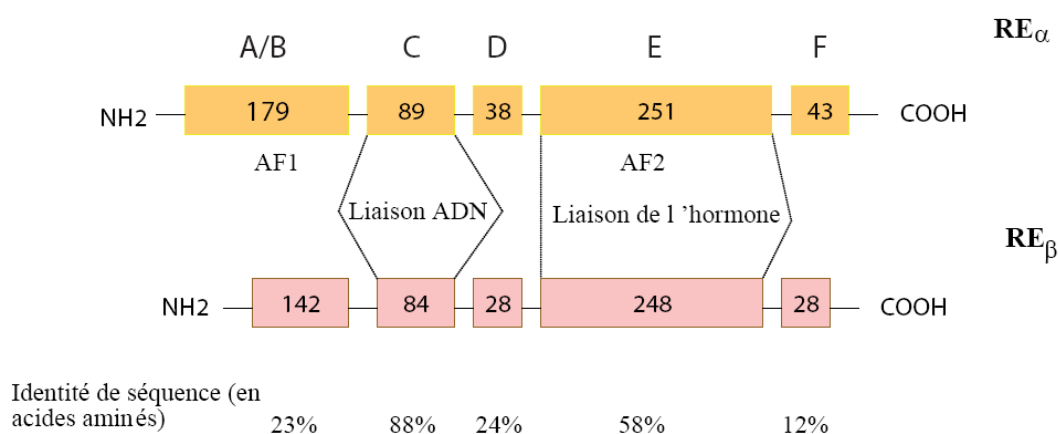 REα
A/B C D E F
NH2 179 89 38 251 43 COOH
AF1 AF2
Liaison ADN Liaison de l ’hormone
REβ
NH2 142 84 28 248 28 COOH
Identité de séquence (en
acides aminés)
23% 88% 24% 58% 12%